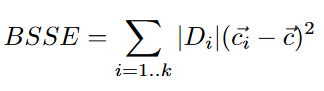 $BSSE = \sum_{i=1..k} |D_i|(\vec{c_i} - \vec{c})^2$